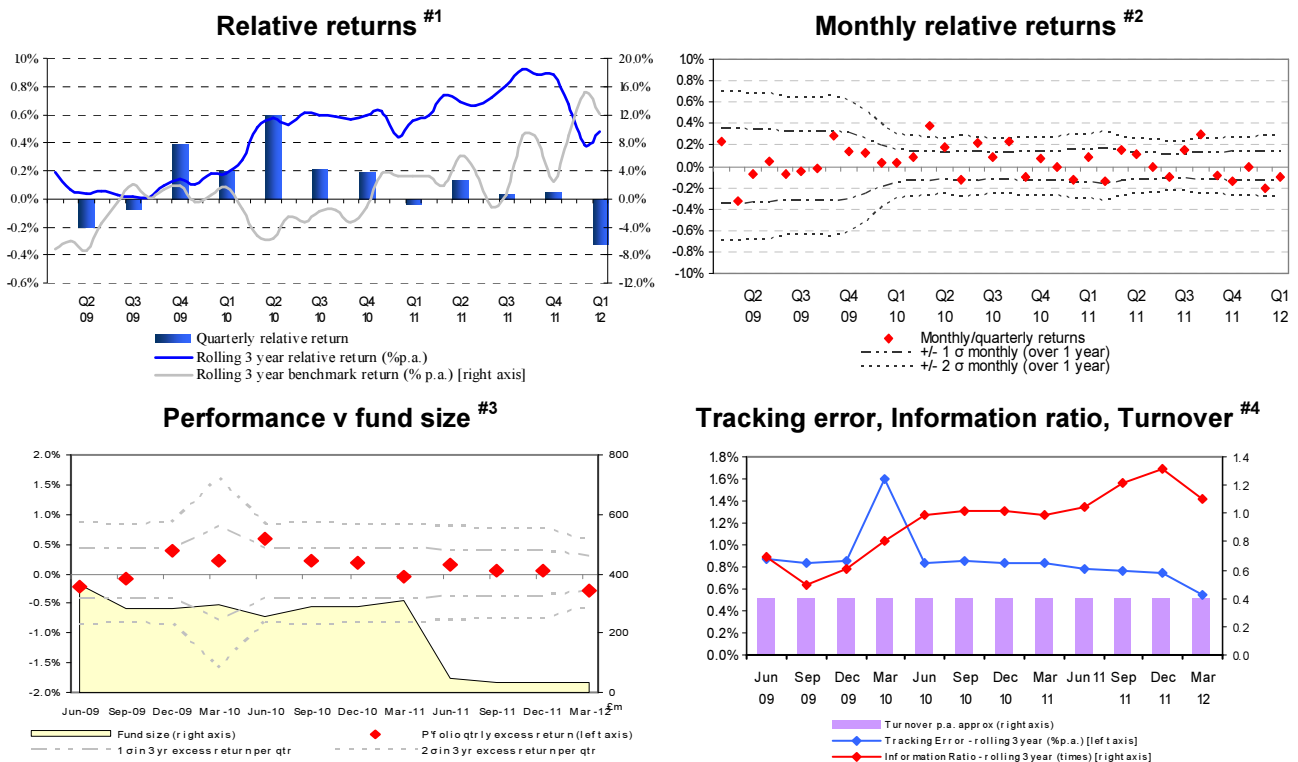 Relative returns #1
10% 20.0%
0.8% 16.0%
0.6% 12.0%
0.4% 8.0%
0.2% 4.0%
0.0% 0.0%
-0.2% -4.0%
-0.4% -8.0%
-0.6% -12.0%
Q2 Q3 Q4 Q1 Q2 Q3 Q4 Q1 Q2 Q3 Q4 Q1
09 09 09 10 10 10 10 11 11 11 11 12
Quarterly relative return
Rolling 3 year relative return (%p.a.)
Rolling 3 year benchmark return (% p.a.) [right axis]
Monthly relative returns #2
10%
0.8%
0.6%
0.4%
0.2%
0.0%
-0.2%
-0.4%
-0.6%
-0.8%
-10%
Q2 Q3 Q4 Q1 Q2 Q3 Q4 Q1 Q2 Q3 Q4 Q1
09 09 09 10 10 10 10 11 11 11 11 12
Monthly/quarterly returns
+/- 1 σ monthly (over 1 year)
+/- 2 σ monthly (over 1 year)
Performance v fund size #3
2.0% 800
1.5%
1.0% 600
0.5%
0.0% 400
-0.5%
-1.0% 200
-1.5%
-2.0% 0
£m
Jun-09 Sep-09 Dec-09 Mar-10 Jun-10 Sep-10 Dec-10 Mar-11 Jun-11 Sep-11 Dec-11 Mar-12
Fund size (right axis) P'folio qtrly excess return (left axis)
1 σ in 3 yr excess return per qtr 2 σ in 3 yr excess return per qtr
Tracking error, Information ratio, Turnover #4
1.8% 1.4
1.6% 1.2
1.4% 1.0
1.2% 0.8
1.0% 0.6
0.8% 0.4
0.6% 0.2
0.4% 0.0
0.2%
0.0%
Jun Sep Dec Mar Jun Sep Dec Mar Jun 11 Sep Dec Mar
09 09 09 10 10 10 10 11 11 11 12
Turnover p.a. approx (right axis)
Tracking Error - rolling 3 year (%p.a.) [left axis]
Information Ratio - rolling 3 year (times) [right axis]